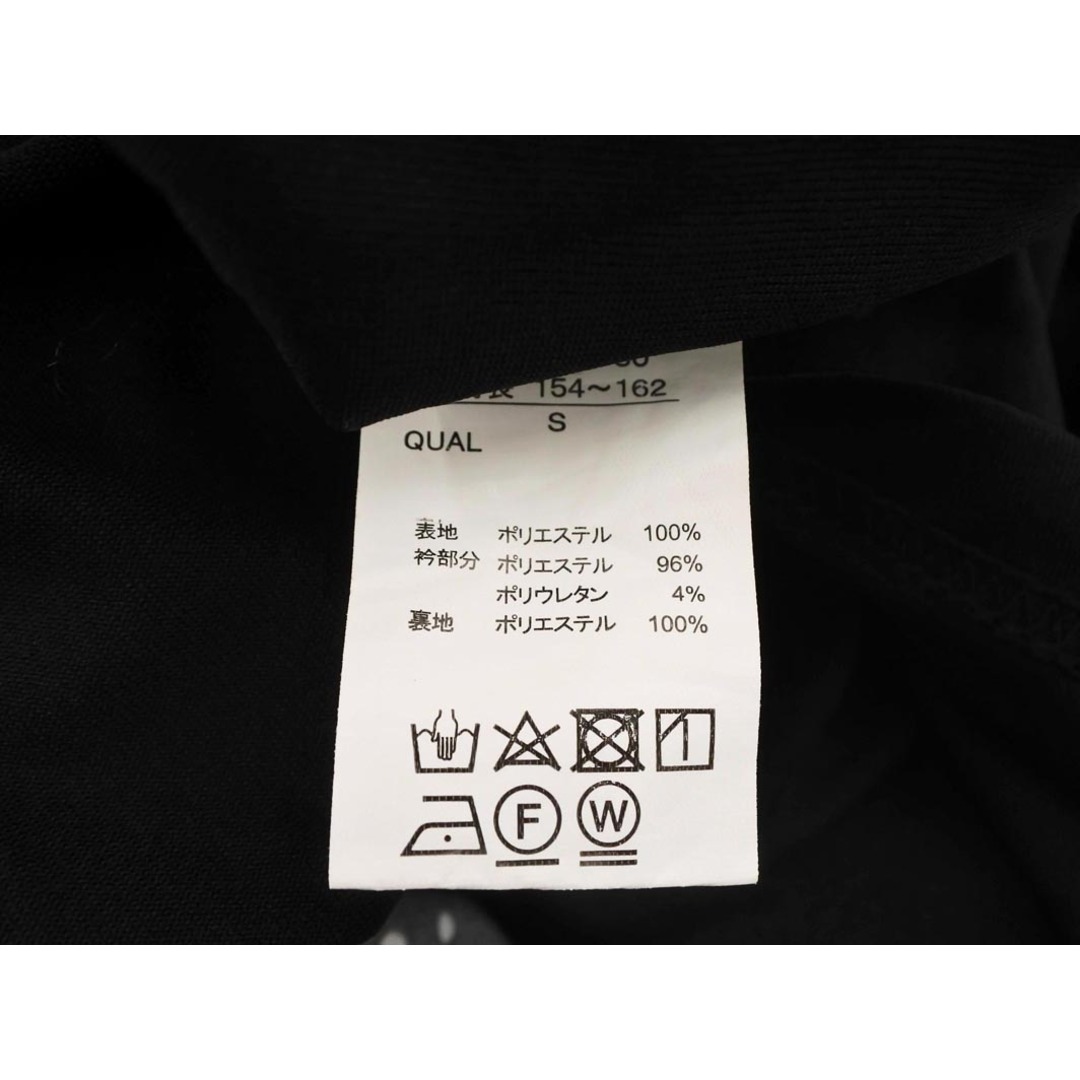 長 154～162
S
QUAL
表地 ポリエステル 100%
衿部分 ポリエステル 96%
ポリウレタン 4%
裏地 ポリエステル 100%
F W